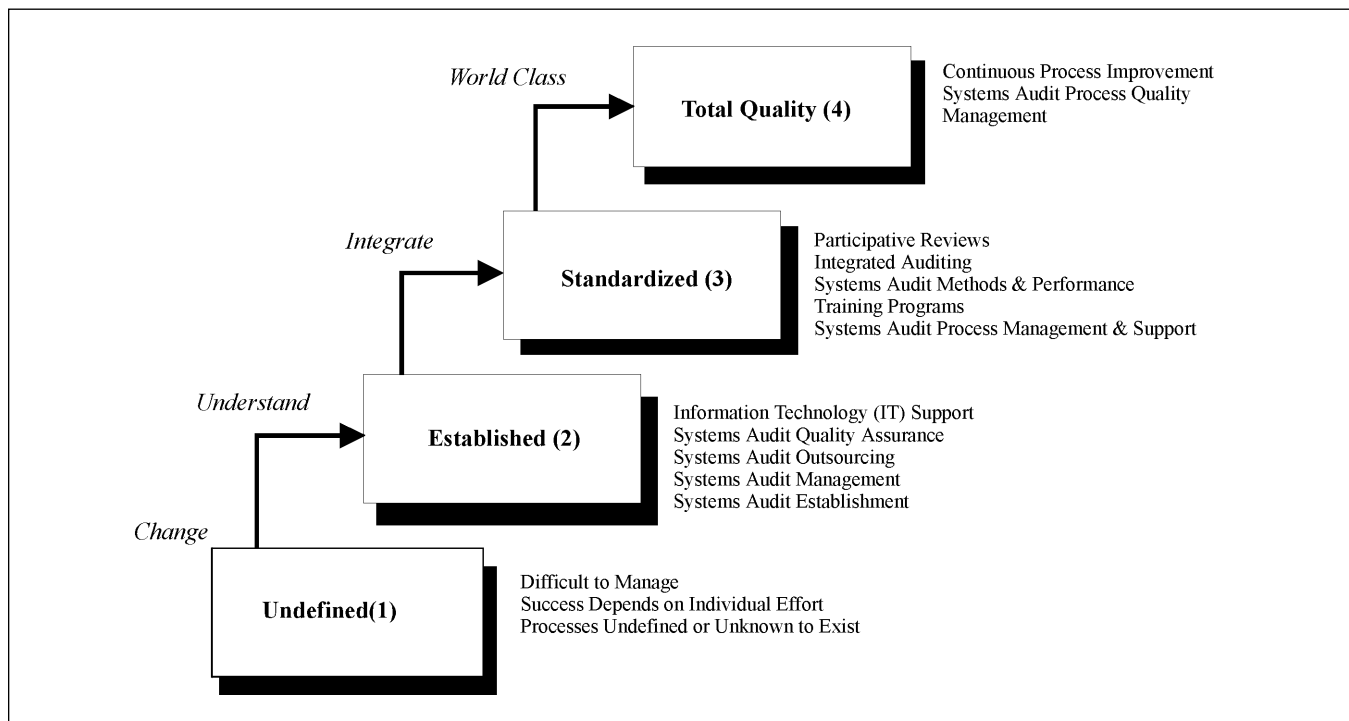 World Class
Total Quality (4)
Continuous Process Improvement
Systems Audit Process Quality
Management
Integrate
Standardized (3)
Participative Reviews
Integrated Auditing
Systems Audit Methods & Performance
Training Programs
Systems Audit Process Management & Support
Understand
Established (2)
Information Technology (IT) Support
Systems Audit Quality Assurance
Systems Audit Outsourcing
Systems Audit Management
Systems Audit Establishment
Change
Undefined(1)
Difficult to Manage
Success Depends on Individual Effort
Processes Undefined or Unknown to Exist